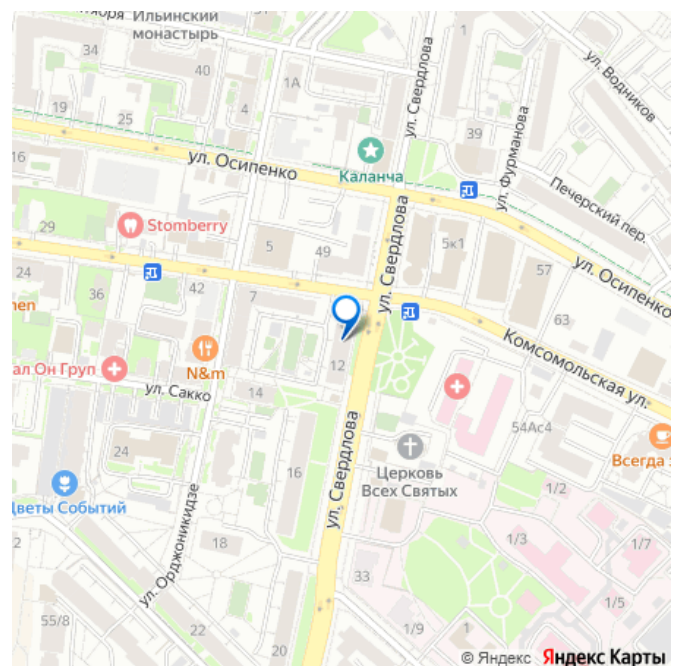 Ильинский
монастырь
34
40
1А
1
ул. Свердлова
ул. Водников
19
25
4
39
ул. Фурманова
16
ул. Осипенко
Каланча
Печерский пер.
29
Stomberry
5
49
ул. Свердлова
5к1
57
ул. Осипенко
24
36
42
7
63
Комсомольская ул.
N&m
12
ул. Сакко
14
54Ас4
24
16
ул. Свердлова
Церковь
Всех Святых
1/2
Цветы Событий
ул. Орджоникидзе
18
1/3
1/7
2
33
1/5
55/8
22
20
1/9
1
6
© Яндекс Яндекс Карты